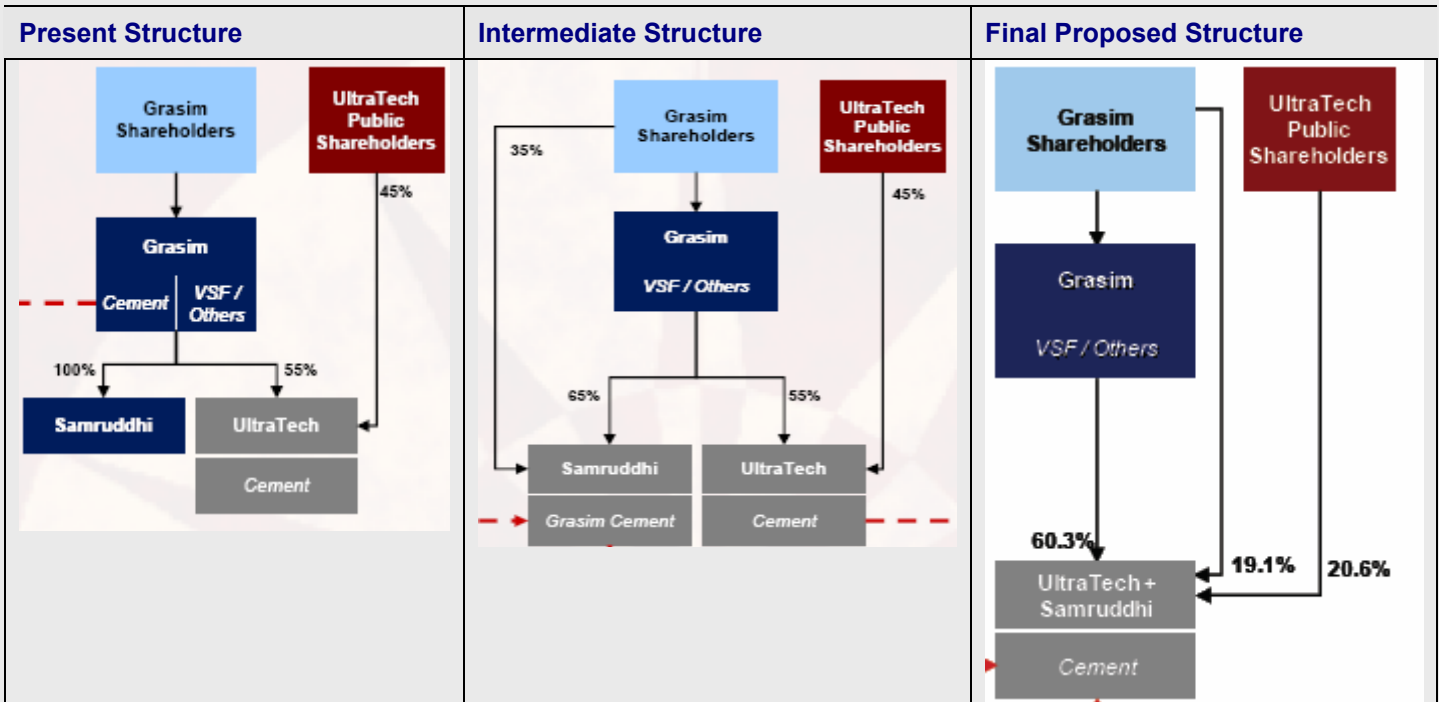 Present Structure
Grasim
Shareholders
UltraTech
Public
Shareholders
45%
Grasim
Cement
VSF /
Others
100%
55%
Samruddhi
UltraTech
Cement
Intermediate Structure
Grasim
Shareholders
UltraTech
Public
Shareholders
35%
45%
Grasim
VSF / Others
65%
55%
Samruddhi
UltraTech
Grasim Cement
Cement
Final Proposed Structure
Grasim
Shareholders
UltraTech
Public
Shareholders
Grasim
VSF / Others
60.3%
19.1%
20.6%
UltraTech +
Samruddhi
Cement